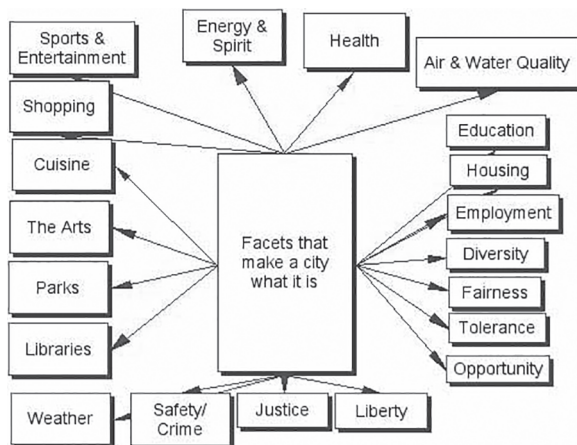 Sports &
Entertainment
Energy &
Spirit
Health
Air & Water Quality
Shopping
Education
Cuisine
Housing
The Arts
Employment
Facets that
make a city
what it is
Diversity
Parks
Fairness
Tolerance
Libraries
Opportunity
Weather
Safety/
Crime
Justice
Liberty